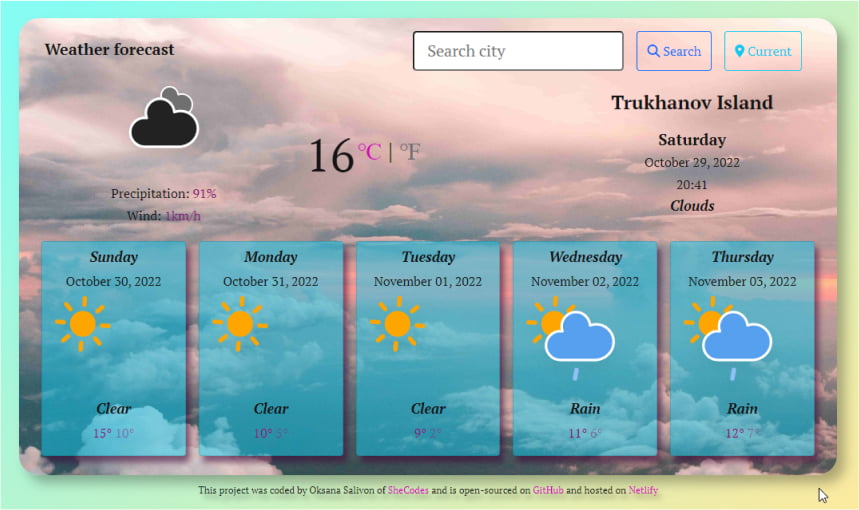 Weather forecast
Search city
Search
Current
Trukhanov Island
16 °C | °F
Saturday
October 29, 2022
20:41
Clouds
Precipitation: 91%
Wind: 1km/h
Sunday
October 30, 2022
Clear
15° 10°
Monday
October 31, 2022
Clear
10° 5°
Tuesday
November 01, 2022
Clear
9° 2°
Wednesday
November 02, 2022
Rain
11° 6°
Thursday
November 03, 2022
Rain
12° 7°
This project was coded by Oksana Salivon of SheCodes and is open-sourced on GitHub and hosted on Netlify